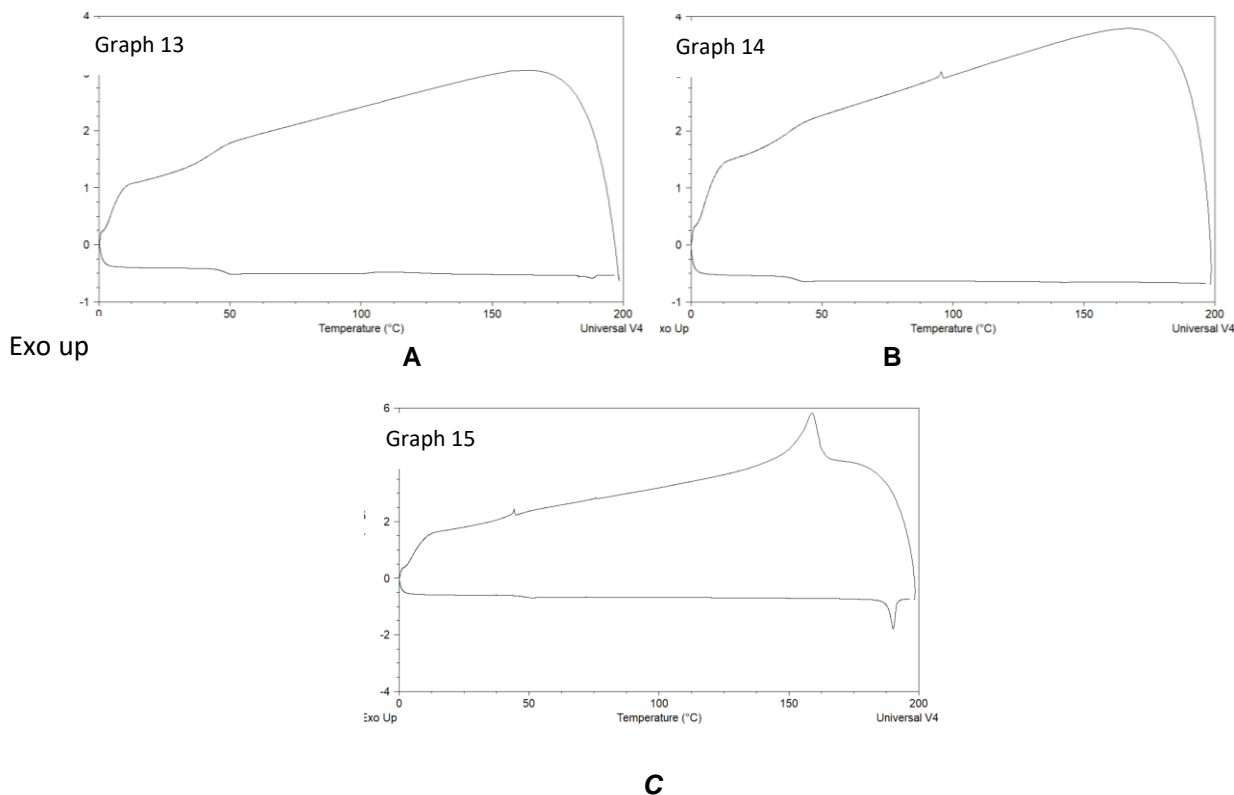 Graph 13
4
2
1
0
-1
0 50 100 150 200
Temperature (°C) Universal V4
Graph 14
4
2
1
0
-1
0 50 100 150 200
xo Up Temperature (°C) Universal V4
Exo up
A
B
Graph 15
6
2
0
-2
-4
0 50 100 150 200
Exo Up Temperature (°C) Universal V4
C